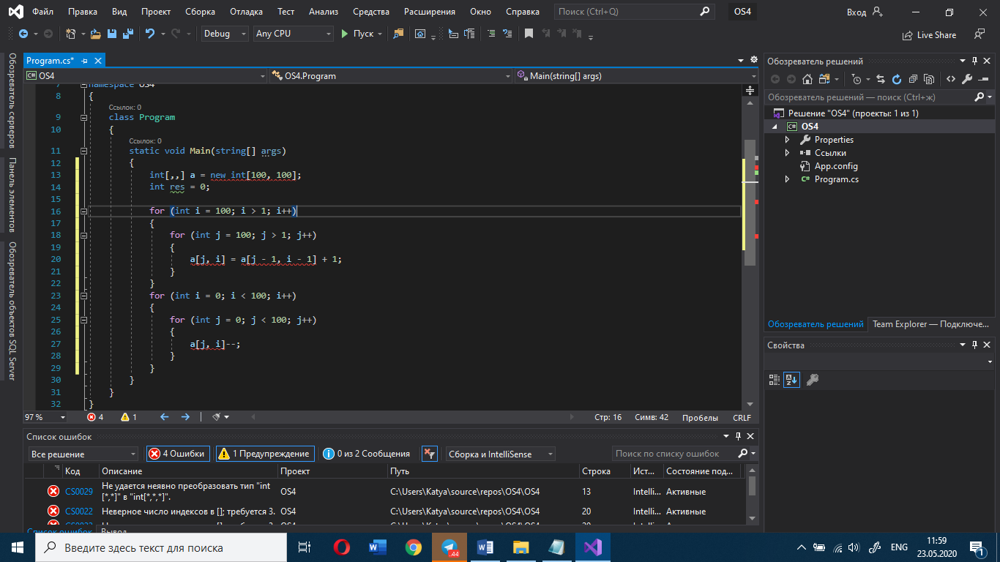 Файл Правка Вид Проект Сборка Отладка Тест Анализ Средства Расширения Окно Справка Поиск (Ctrl+Q) OS4 Вход
Debug Any CPU Пуск Live Share
Обозреватель серверов
Панель элементов
Обозреватель объектов SQL Server
Program.cs*
OS4 OS4.Program Main(string[] args)
7 namespace OS4
8 {
Ссылок: 0
9 class Program
10 {
Ссылок: 0
11 static void Main(string[] args)
12 {
13 int[,,] a = new int[100, 100];
14 int res = 0;
15
16 for (int i = 100; i > 1; i++)
17 {
18 for (int j = 100; j > 1; j++)
19 {
20 a[j, i] = a[j - 1, i - 1] + 1;
21 }
22 }
23 for (int i = 0; i < 100; i++)
24 {
25 for (int j = 0; j < 100; j++)
26 {
27 a[j, i]--;
28 }
29 }
30 }
31 }
32 }
97 % 4 1 Стр: 16 Симв: 42 Пробелы CRLF
Список ошибок
Все решение 4 Ошибки 1 Предупреждение 0 из 2 Сообщения Сборка и IntelliSense Поиск по списку ошибок
Код Описание Проект Путь Строка Ист... Состояние под...
CS0029 Не удается неявно преобразовать тип "int[*,*]" в "int[*,*,*]". OS4 C:\Users\Katya\source\repos\OS4\OS4 13 Intelli... Активные
CS0022 Неверное число индексов в []; требуется 3. OS4 C:\Users\Katya\source\repos\OS4\OS4 20 Intelli... Активные
Список ошибок Вывод
Обозреватель решений
Обозреватель решений — поиск (Ctrl+ж)
Решение "OS4" (проекты: 1 из 1)
OS4
Properties
Ссылки
App.config
Program.cs
Обозреватель решений Team Explorer — Подключе...
Свойства
Введите здесь текст для поиска
.44
ENG
11:59
23.05.2020
1